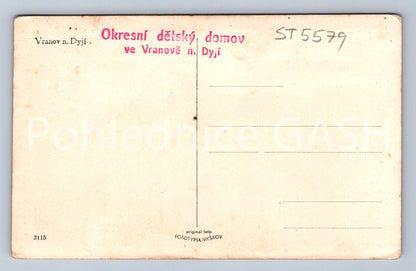 Vranov n. Dyjí
Okresní dětský domov
ve Vranově n. Dyjí
ST5579
Pohlednice GASH
3115
original foto
FOTOTYPIA-VYŠKOV